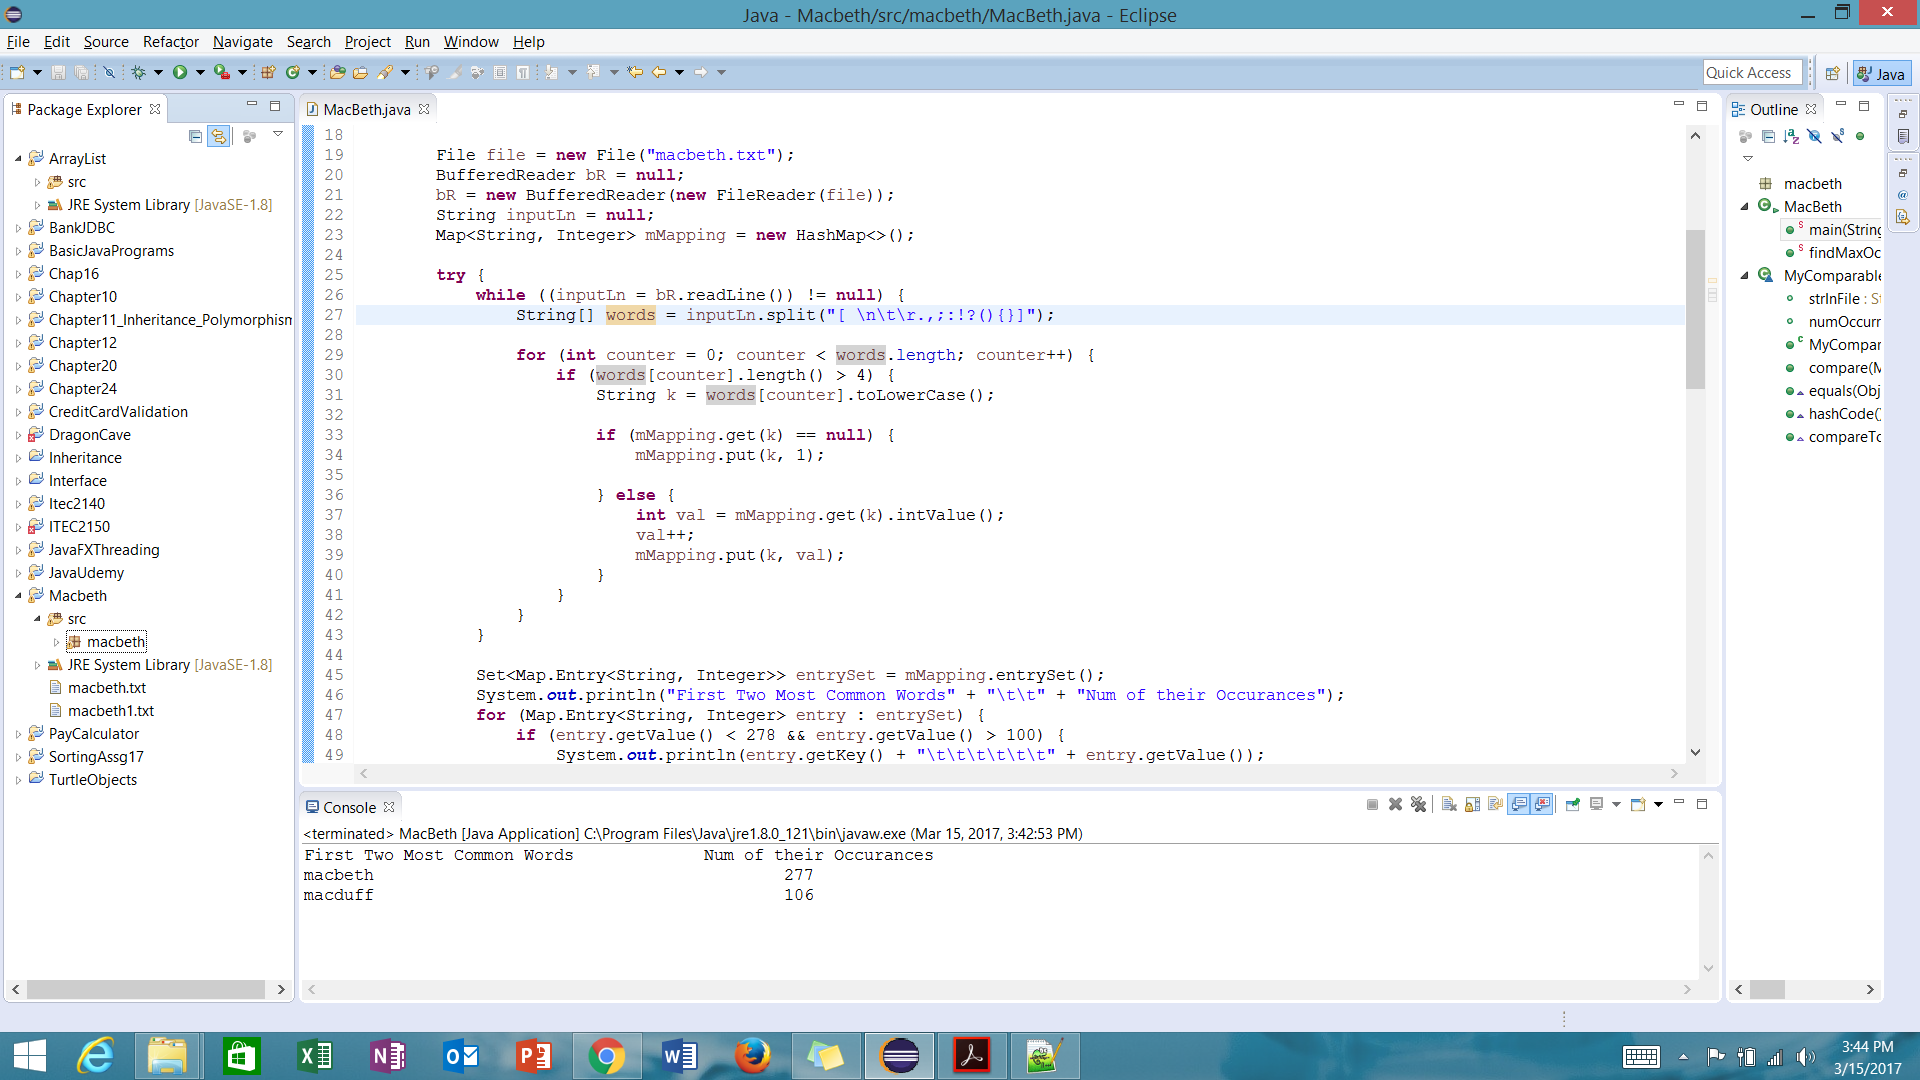 Java - Macbeth/src/macbeth/MacBeth.java - Eclipse
File Edit Source Refactor Navigate Search Project Run Window Help
Quick Access
Java
Package Explorer
ArrayList
src
JRE System Library [JavaSE-1.8]
BankJDBC
BasicJavaPrograms
Chap16
Chapter10
Chapter11_Inheritance_Polymorphism
Chapter12
Chapter20
Chapter24
CreditCardValidation
DragonCave
Inheritance
Interface
Itec2140
ITEC2150
JavaFXThreading
JavaUdemy
Macbeth
src
macbeth
JRE System Library [JavaSE-1.8]
macbeth.txt
macbeth1.txt
PayCalculator
SortingAssg17
TurtleObjects
MacBeth.java
18
19 File file = new File("macbeth.txt");
20 BufferedReader bR = null;
21 bR = new BufferedReader(new FileReader(file));
22 String inputLn = null;
23 Map<String, Integer> mMapping = new HashMap<>();
24
25 try {
26 while ((inputLn = bR.readLine()) != null) {
27 String[] words = inputLn.split("[ \n\t\r.,;:!?(){}]");
28
29 for (int counter = 0; counter < words.length; counter++) {
30 if (words[counter].length() > 4) {
31 String k = words[counter].toLowerCase();
32
33 if (mMapping.get(k) == null) {
34 mMapping.put(k, 1);
35
36 } else {
37 int val = mMapping.get(k).intValue();
38 val++;
39 mMapping.put(k, val);
40 }
41 }
42 }
43 }
44
45 Set<Map.Entry<String, Integer>> entrySet = mMapping.entrySet();
46 System.out.println("First Two Most Common Words" + "\t\t" + "Num of their Occurances");
47 for (Map.Entry<String, Integer> entry : entrySet) {
48 if (entry.getValue() < 278 && entry.getValue() > 100) {
49 System.out.println(entry.getKey() + "\t\t\t\t\t\t" + entry.getValue());
Outline
macbeth
MacBeth
main(String
findMaxOc
MyComparable
strInFile : St
numOccurr
MyCompar
compare(M
equals(Obj
hashCode()
compareTo
Console
<terminated> MacBeth [Java Application] C:\Program Files\Java\jre1.8.0_121\bin\javaw.exe (Mar 15, 2017, 3:42:53 PM)
First Two Most Common Words Num of their Occurances
macbeth 277
macduff 106
3:44 PM
3/15/2017